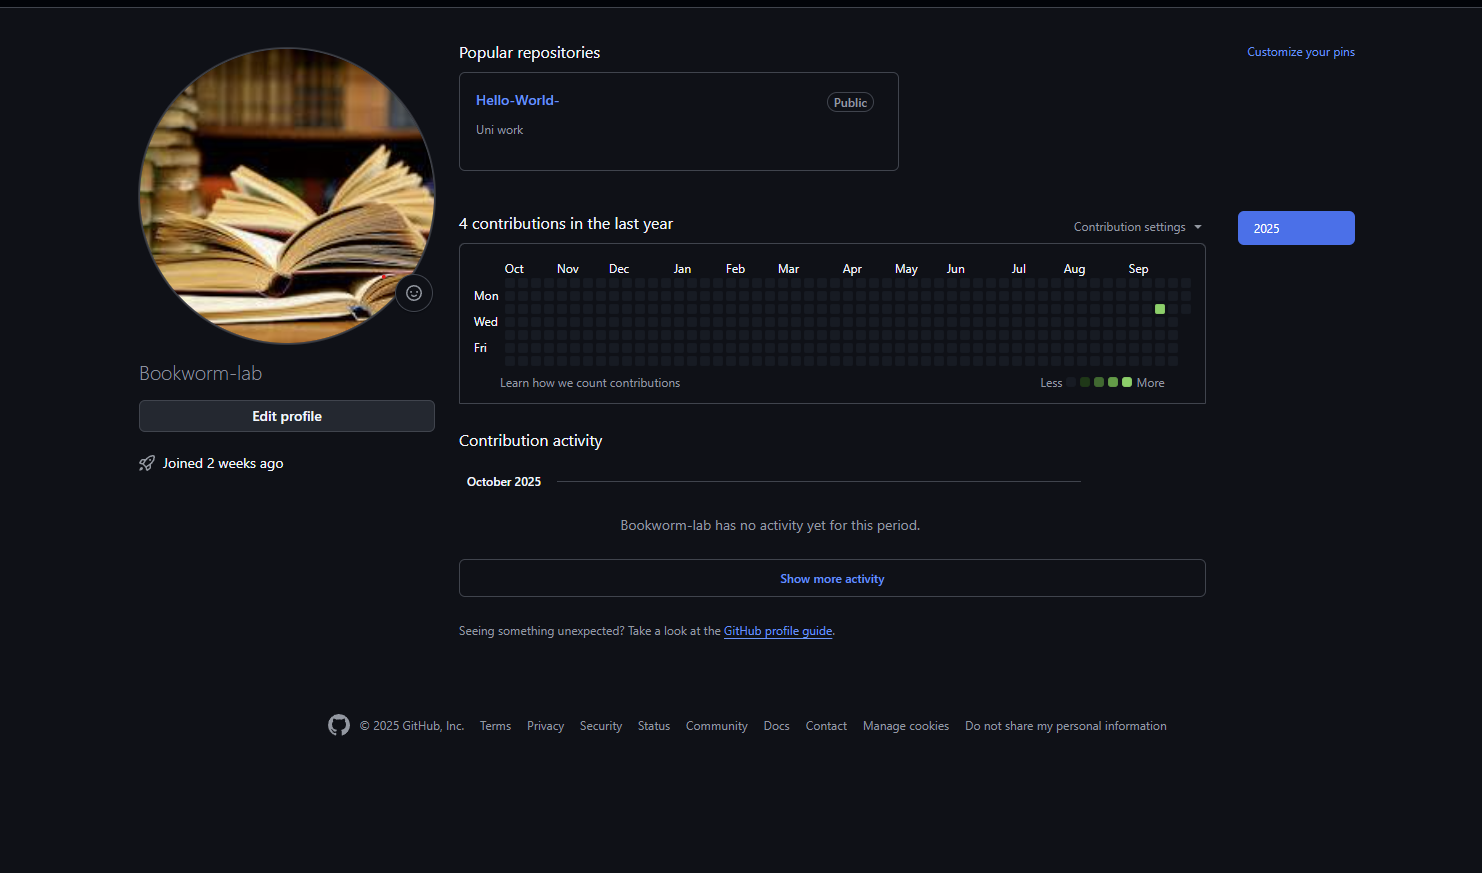 Popular repositories
Customize your pins
Hello-World-
Public
Uni work
4 contributions in the last year
Contribution settings
2025
Oct Nov Dec Jan Feb Mar Apr May Jun Jul Aug Sep
Mon
Wed
Fri
Learn how we count contributions
Less More
Bookworm-lab
Edit profile
Joined 2 weeks ago
Contribution activity
October 2025
Bookworm-lab has no activity yet for this period.
Show more activity
Seeing something unexpected? Take a look at the GitHub profile guide.
© 2025 GitHub, Inc. Terms Privacy Security Status Community Docs Contact Manage cookies Do not share my personal information